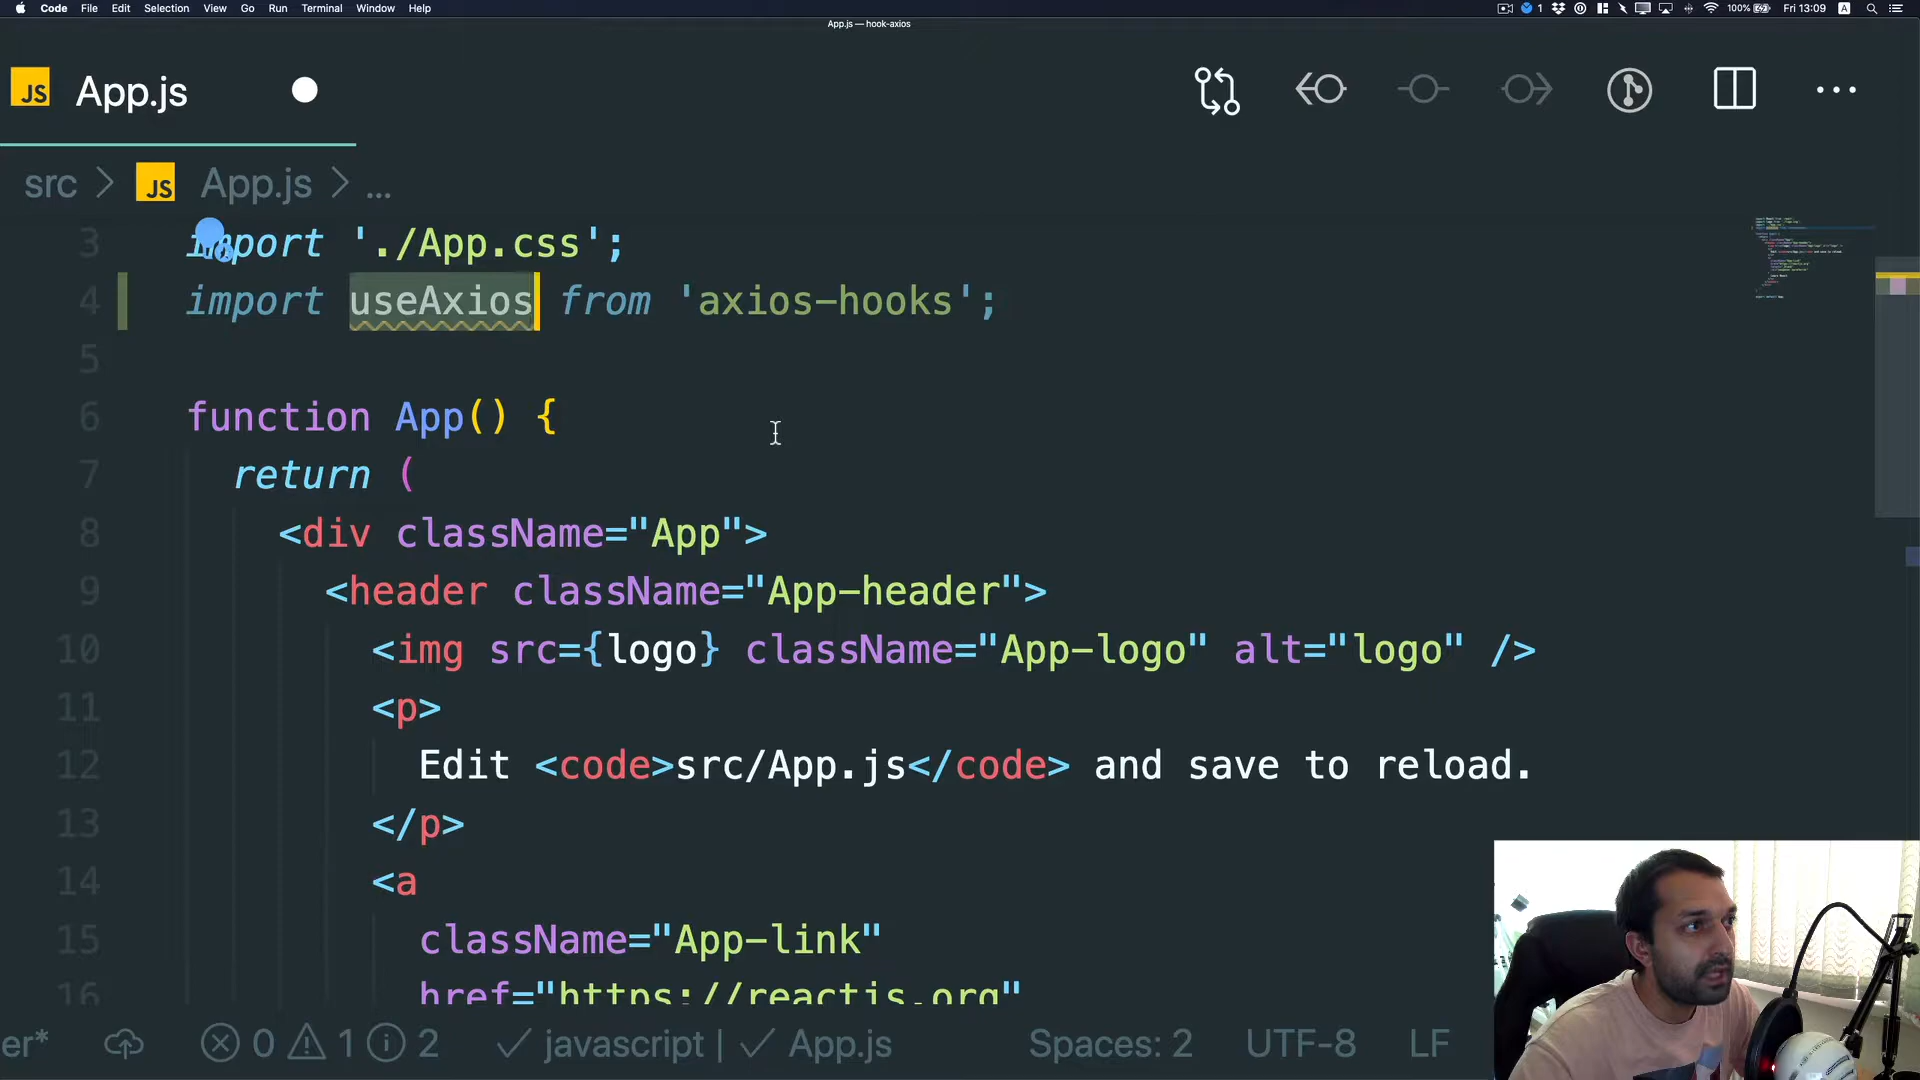 Code File Edit Selection View Go Run Terminal Window Help
1 100% Fri 13:09 A
App.js — hook-axios
JS App.js
src > JS App.js > ...
3 import './App.css';
4 import useAxios from 'axios-hooks';
5
6 function App() {
7 return (
8 <div className="App">
9 <header className="App-header">
10 <img src={logo} className="App-logo" alt="logo" />
11 <p>
12 Edit <code>src/App.js</code> and save to reload.
13 </p>
14 <a
15 className="App-link"
16 href="https://reactjs.org"
er* 0 1 2 javascript | App.js Spaces: 2 UTF-8 LF